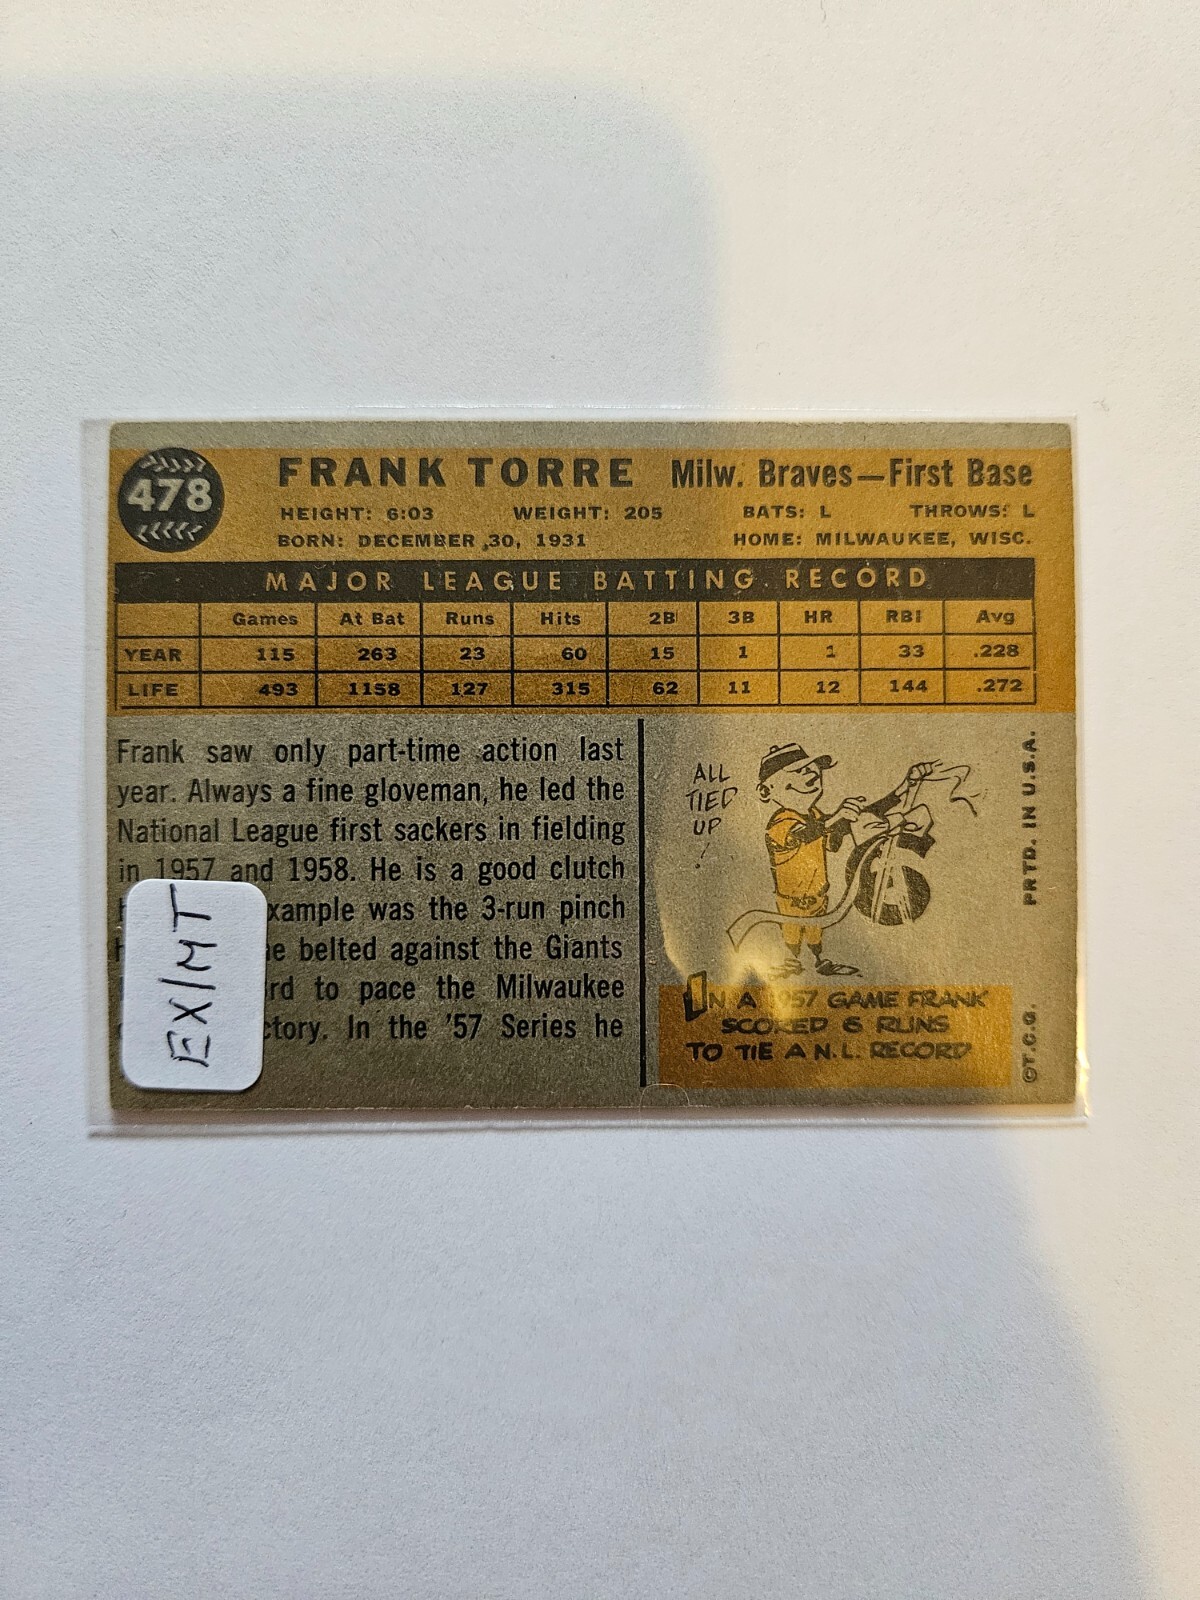 478
FRANK TORRE Milw. Braves—First Base
HEIGHT: 6:03 WEIGHT: 205 BATS: L THROWS: L
BORN: DECEMBER 30, 1931 HOME: MILWAUKEE, WISC.
MAJOR LEAGUE BATTING RECORD
Games At Bat Runs Hits 2B 3B HR RBI Avg
YEAR 115 263 23 60 15 1 1 33 .228
LIFE 493 1158 127 315 62 11 12 144 .272
Frank saw only part-time action last
year. Always a fine gloveman, he led the
National League first sackers in fielding
in 1957 and 1958. He is a good clutch
xample was the 3-run pinch
e belted against the Giants
rd to pace the Milwaukee
ctory. In the '57 Series he
EX/MT
ALL
TIED
UP!
6
IN A 1957 GAME FRANK
SCORED 6 RUNS
TO TIE A N.L. RECORD
PRTD. IN U.S.A.
©T.C.G.